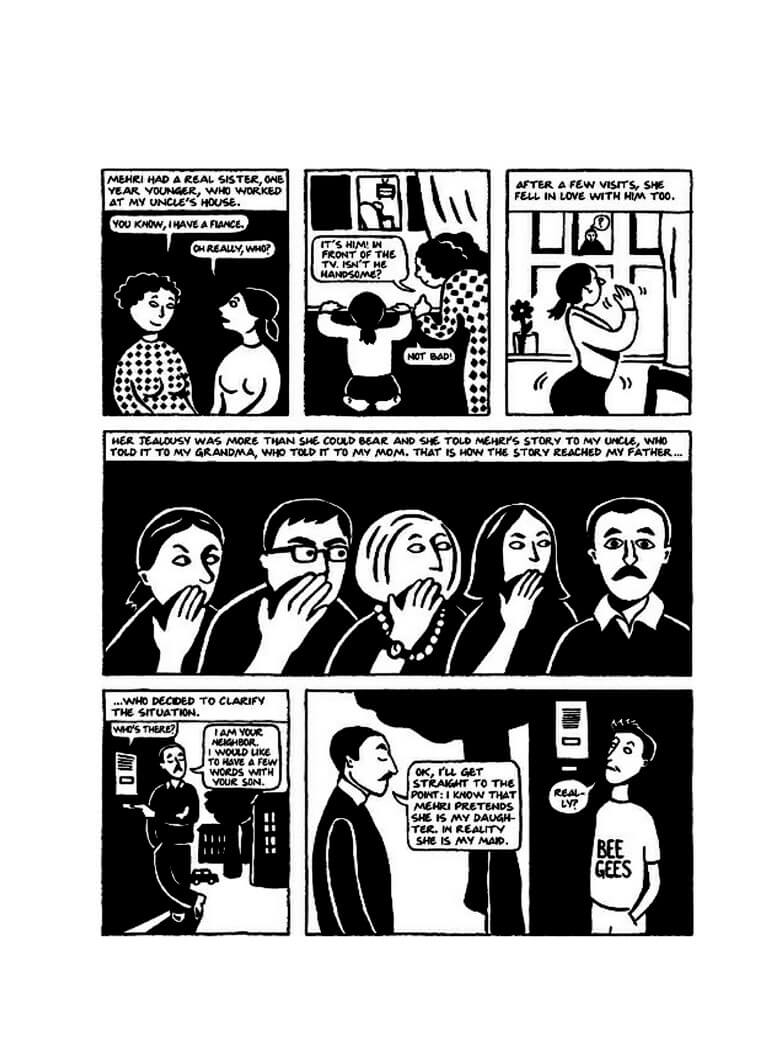 MEHRI HAD A REAL SISTER, ONE
YEAR YOUNGER, WHO WORKED
AT MY UNCLE'S HOUSE.
YOU KNOW, I HAVE A FIANCE.
OH REALLY, WHO?
IT'S HIM! IN
FRONT OF THE
TV. ISN'T HE
HANDSOME?
NOT BAD!
AFTER A FEW VISITS, SHE
FELL IN LOVE WITH HIM TOO.
?
HER JEALOUSY WAS MORE THAN SHE COULD BEAR AND SHE TOLD MEHRI'S STORY TO MY UNCLE, WHO
TOLD IT TO MY GRANDMA, WHO TOLD IT TO MY MOM. THAT IS HOW THE STORY REACHED MY FATHER...
...WHO DECIDED TO CLARIFY
THE SITUATION.
WHO'S THERE?
I AM YOUR
NEIGHBOR.
I WOULD LIKE
TO HAVE A FEW
WORDS WITH
YOUR SON.
OK, I'LL GET
STRAIGHT TO THE
POINT: I KNOW THAT
MEHRI PRETENDS
SHE IS MY DAUGH-
TER. IN REALITY
SHE IS MY MAID.
REAL-
LY?
BEE
GEES